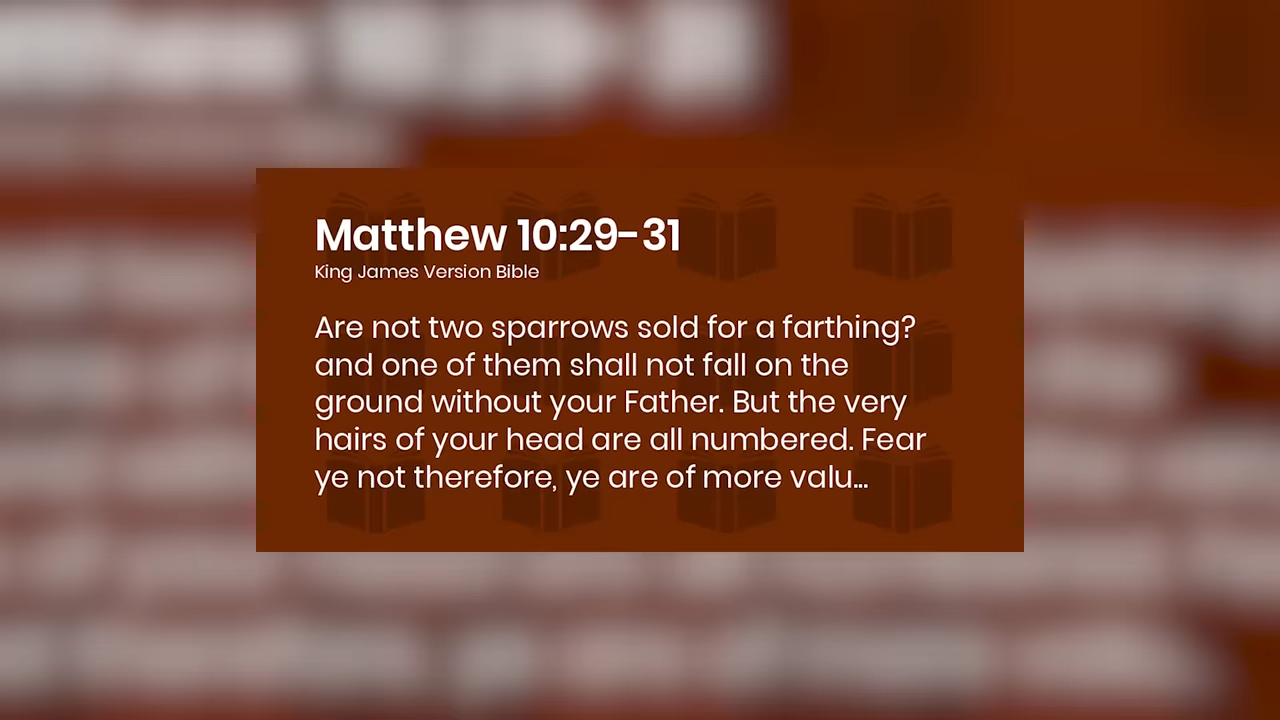 Matthew 10:29-31
King James Version Bible
Are not two sparrows sold for a farthing?
and one of them shall not fall on the
ground without your Father. But the very
hairs of your head are all numbered. Fear
ye not therefore, ye are of more valu...